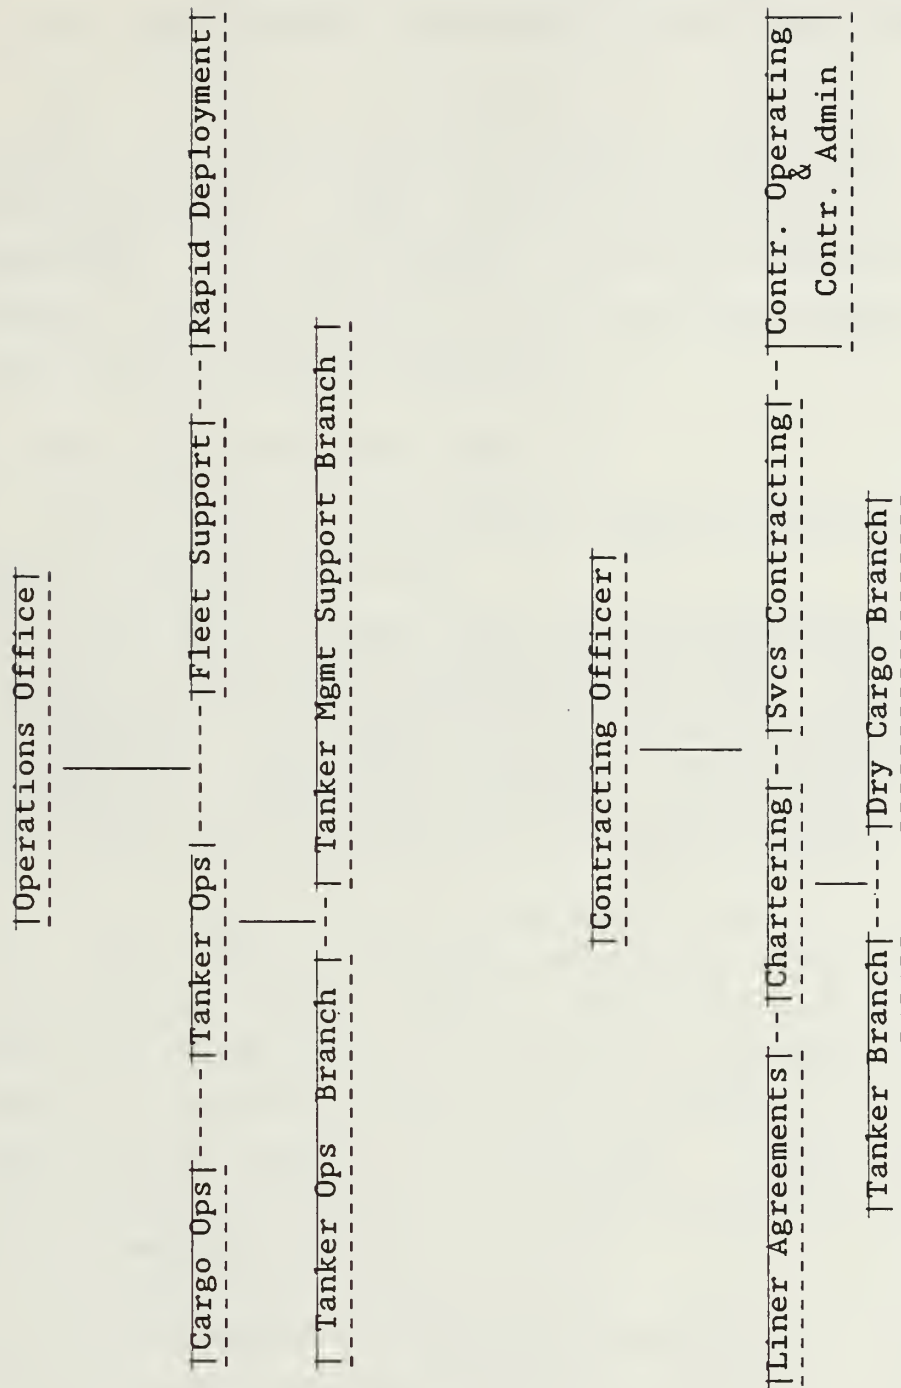 Operations Office
Cargo Ops Tanker Ops Fleet Support Rapid Deployment
Tanker Ops Branch Tanker Mgmt Support Branch
Contracting Officer
Liner Agreements Chartering Svcs Contracting Contr. Operating
&
Contr. Admin
Tanker Branch Dry Cargo Branch